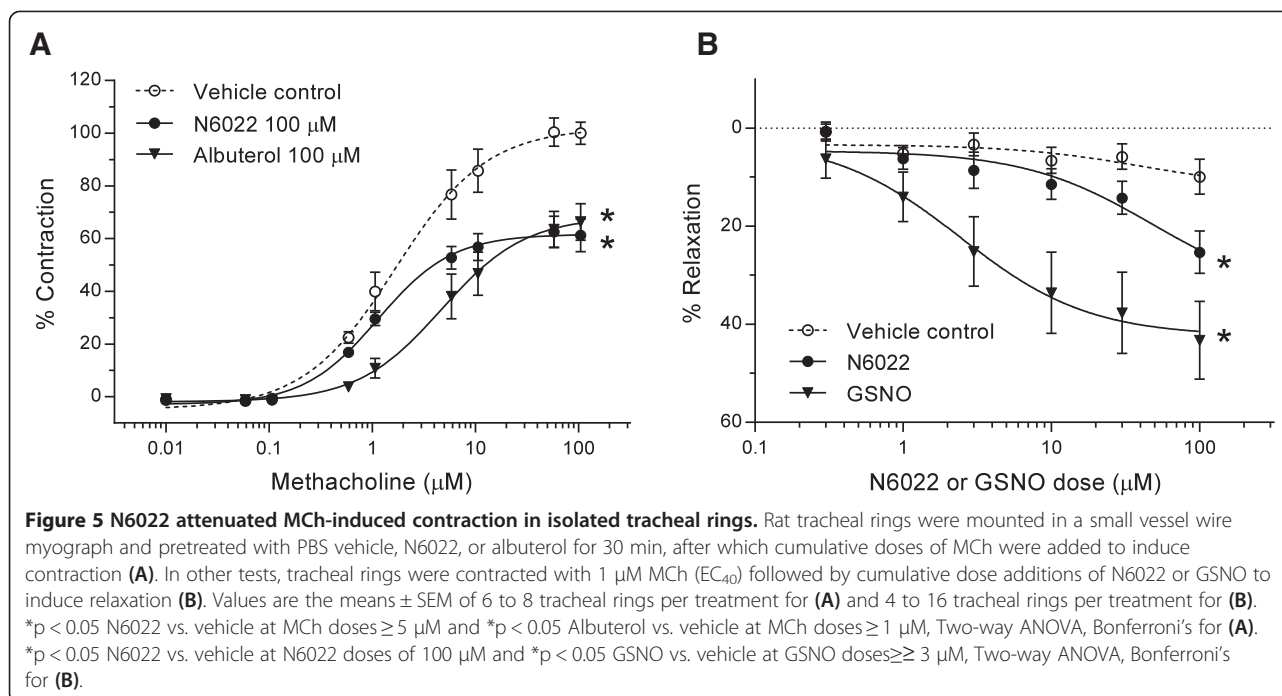 A
120
100
80
60
40
20
0
% Contraction
Vehicle control
N6022 100 μM
Albuterol 100 μM
*
*
0.01 0.1 1 10 100
Methacholine (μM)
B
0
20
40
60
% Relaxation
Vehicle control
N6022
GSNO
*
*
0.1 1 10 100
N6022 or GSNO dose (μM)
Figure 5 N6022 attenuated MCh-induced contraction in isolated tracheal rings. Rat tracheal rings were mounted in a small vessel wire
myograph and pretreated with PBS vehicle, N6022, or albuterol for 30 min, after which cumulative doses of MCh were added to induce
contraction (A). In other tests, tracheal rings were contracted with 1 μM MCh (EC₄₀) followed by cumulative dose additions of N6022 or GSNO to
induce relaxation (B). Values are the means ± SEM of 6 to 8 tracheal rings per treatment for (A) and 4 to 16 tracheal rings per treatment for (B).
*p < 0.05 N6022 vs. vehicle at MCh doses ≥ 5 μM and *p < 0.05 Albuterol vs. vehicle at MCh doses ≥ 1 μM, Two-way ANOVA, Bonferroni's for (A).
*p < 0.05 N6022 vs. vehicle at N6022 doses of 100 μM and *p < 0.05 GSNO vs. vehicle at GSNO doses≥≥ 3 μM, Two-way ANOVA, Bonferroni's
for (B).